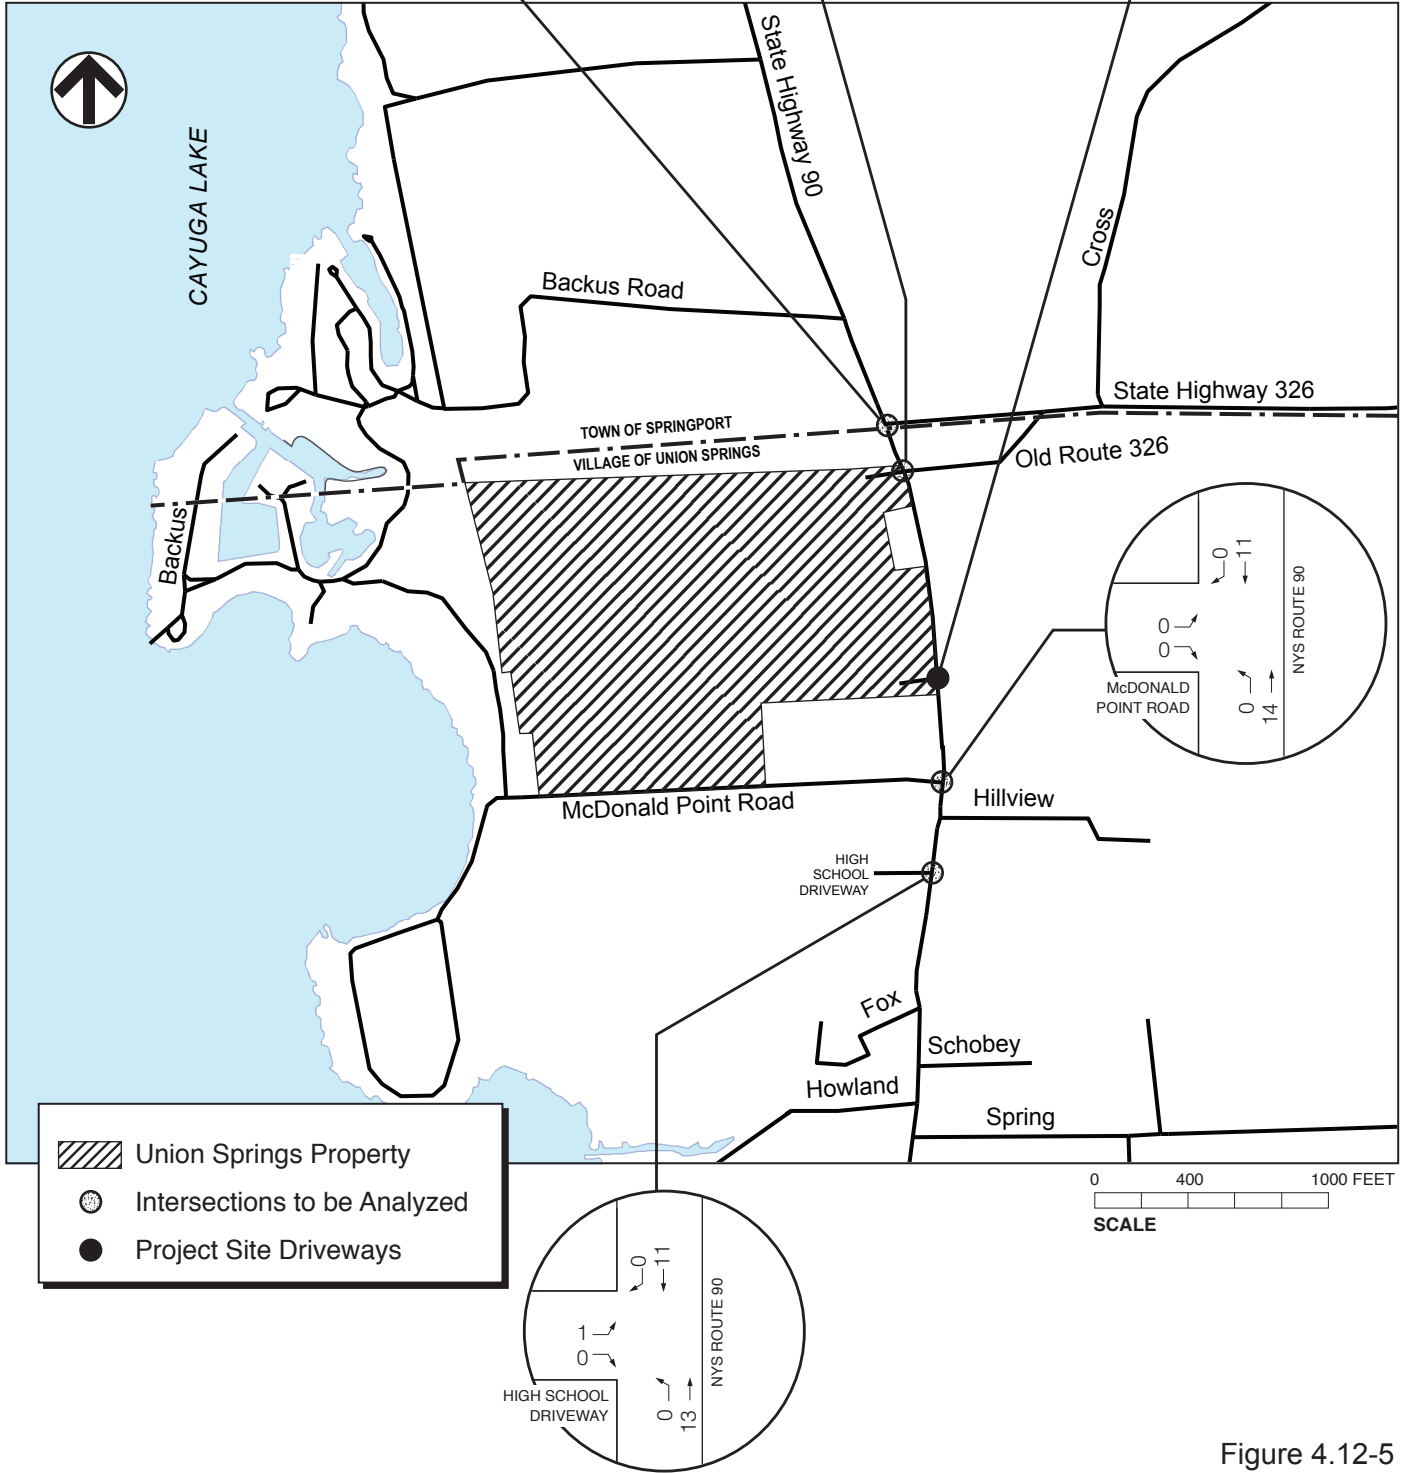 State Highway 90
CAYUGA LAKE
Cross
Backus Road
State Highway 326
TOWN OF SPRINGPORT
VILLAGE OF UNION SPRINGS
Old Route 326
Backus
0
11
NYS ROUTE 90
0
0
McDONALD
POINT ROAD
0
14
McDonald Point Road
Hillview
HIGH
SCHOOL
DRIVEWAY
Fox
Schobey
Howland
Spring
Union Springs Property
Intersections to be Analyzed
Project Site Driveways
0 400 1000 FEET
SCALE
0
11
NYS ROUTE 90
1
0
HIGH SCHOOL
DRIVEWAY
0
13
Figure 4.12-5